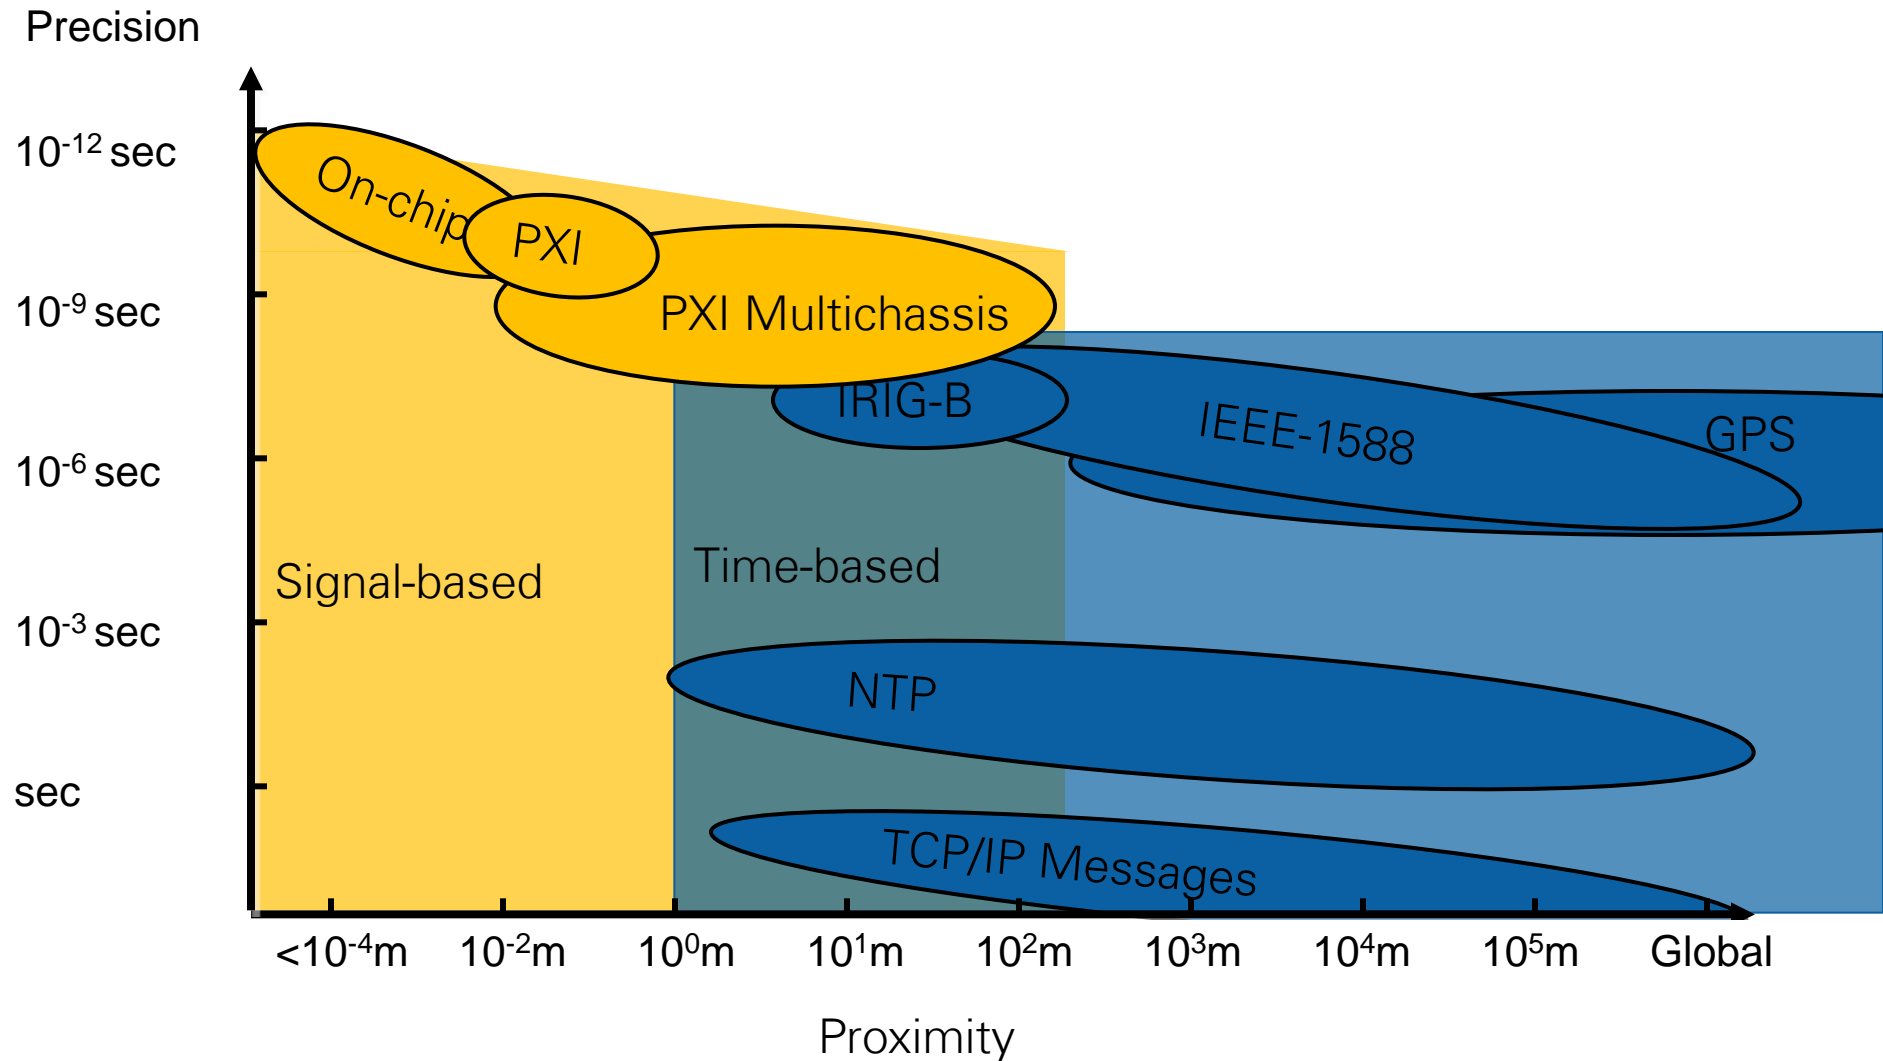 Precision
10-12 sec
On-chip
PXI
10-9 sec
PXI Multichassis
IRIG-B
IEEE-1588
GPS
10-6 sec
Signal-based
Time-based
10-3 sec
NTP
sec
TCP/IP Messages
<10-4m 10-2m 100m 101m 102m 103m 104m 105m Global
Proximity